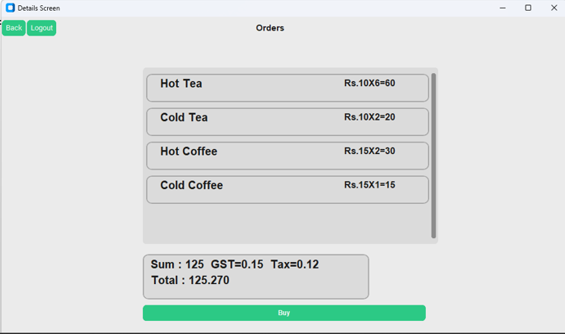 Details Screen
Back Logout
Orders
Hot Tea Rs.10X6=60
Cold Tea Rs.10X2=20
Hot Coffee Rs.15X2=30
Cold Coffee Rs.15X1=15
Sum : 125 GST=0.15 Tax=0.12
Total : 125.270
Buy